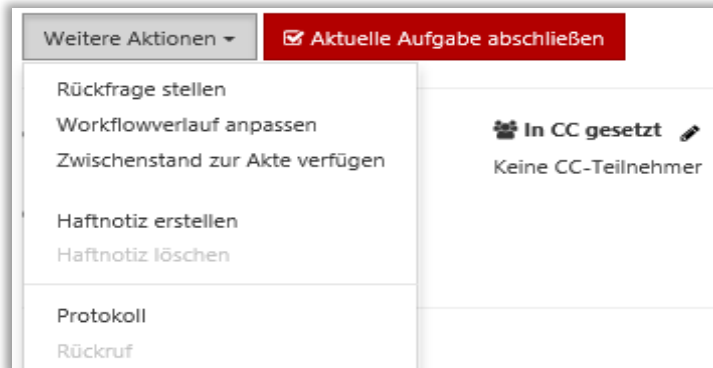 Weitere Aktionen
Aktuelle Aufgabe abschließen
Rückfrage stellen
Workflowverlauf anpassen
Zwischenstand zur Akte verfügen
Haftnotiz erstellen
Haftnotiz löschen
Protokoll
Rückruf
In CC gesetzt
Keine CC-Teilnehmer